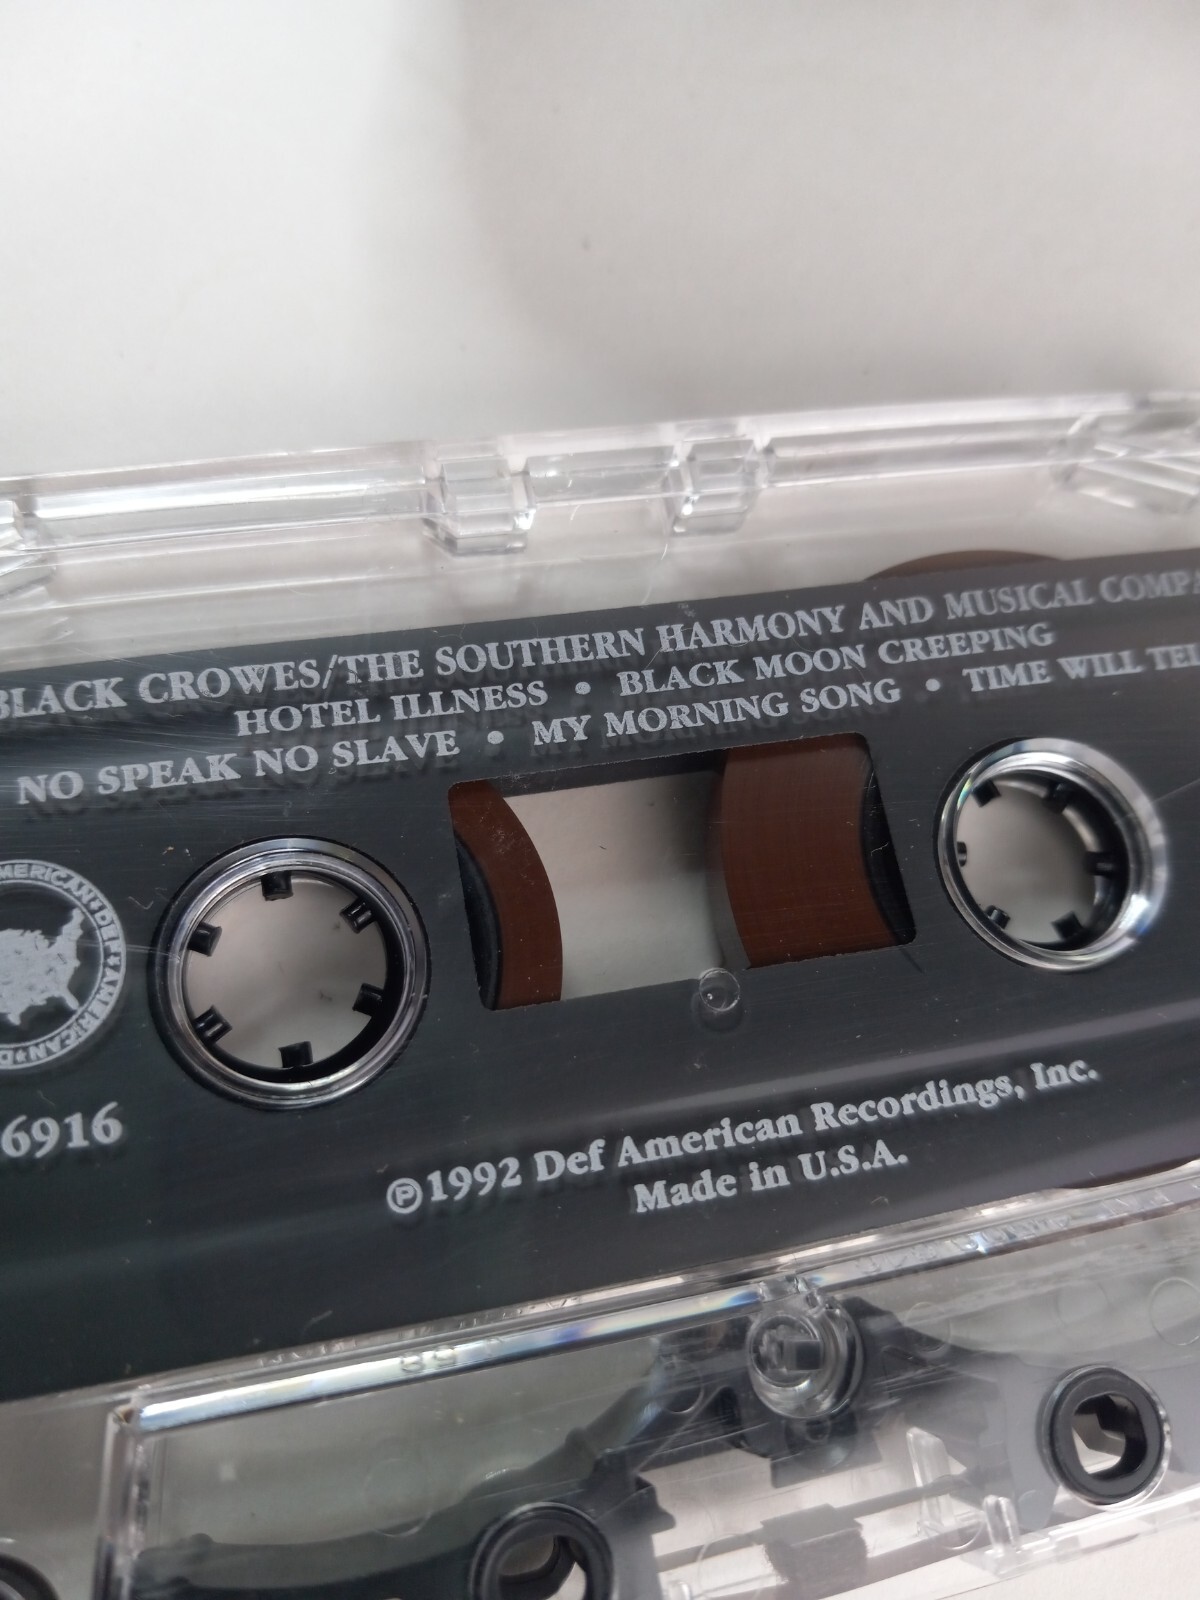 BLACK CROWES/THE SOUTHERN HARMONY AND MUSICAL COMPA
HOTEL ILLNESS • BLACK MOON CREEPING
NO SPEAK NO SLAVE • MY MORNING SONG • TIME WILL TEL
AMERICAN★DEF★AMERICAN★D
6916
℗1992 Def American Recordings, Inc.
Made in U.S.A.